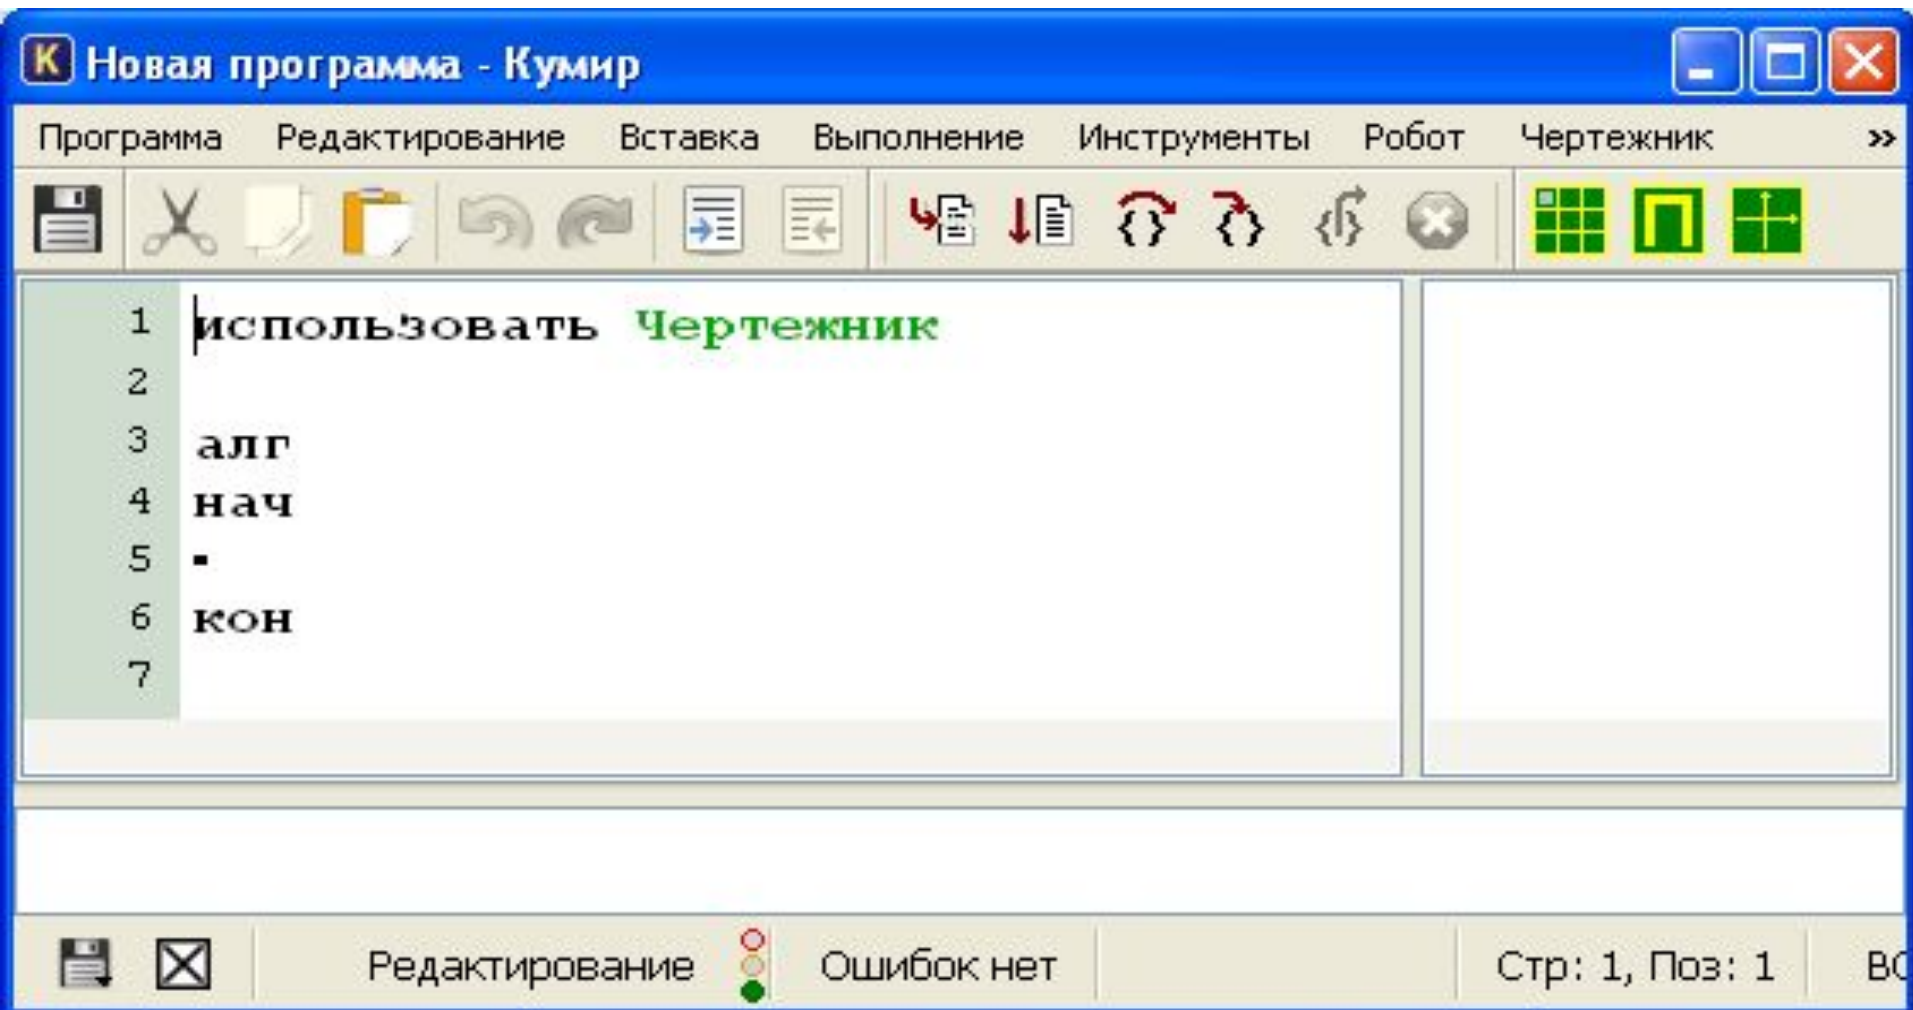 Новая программа - Кумир
Программа Редактирование Вставка Выполнение Инструменты Робот Чертежник »
1 использовать Чертежник
2
3 алг
4 нач
5 ▪
6 кон
7
Редактирование Ошибок нет Стр: 1, Поз: 1